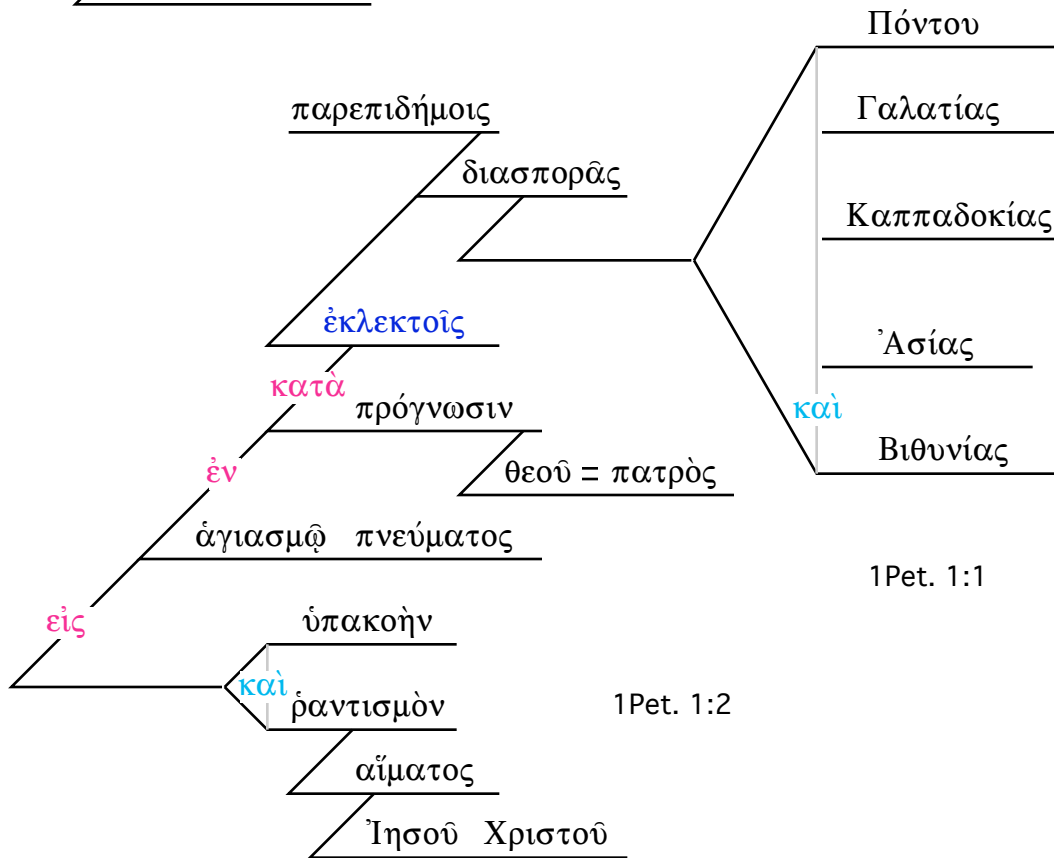 Πόντου
παρεπιδήμοις
Γαλατίας
διασπορᾶς
Καππαδοκίας
ἐκλεκτοῖς
Ἀσίας
κατὰ
πρόγνωσιν
καὶ
Βιθυνίας
ἐν
θεοῦ = πατρὸς
ἁγιασμῷ πνεύματος
1Pet. 1:1
εἰς
ὑπακοὴν
καὶ
ῥαντισμὸν
1Pet. 1:2
αἵματος
Ἰησοῦ Χριστοῦ